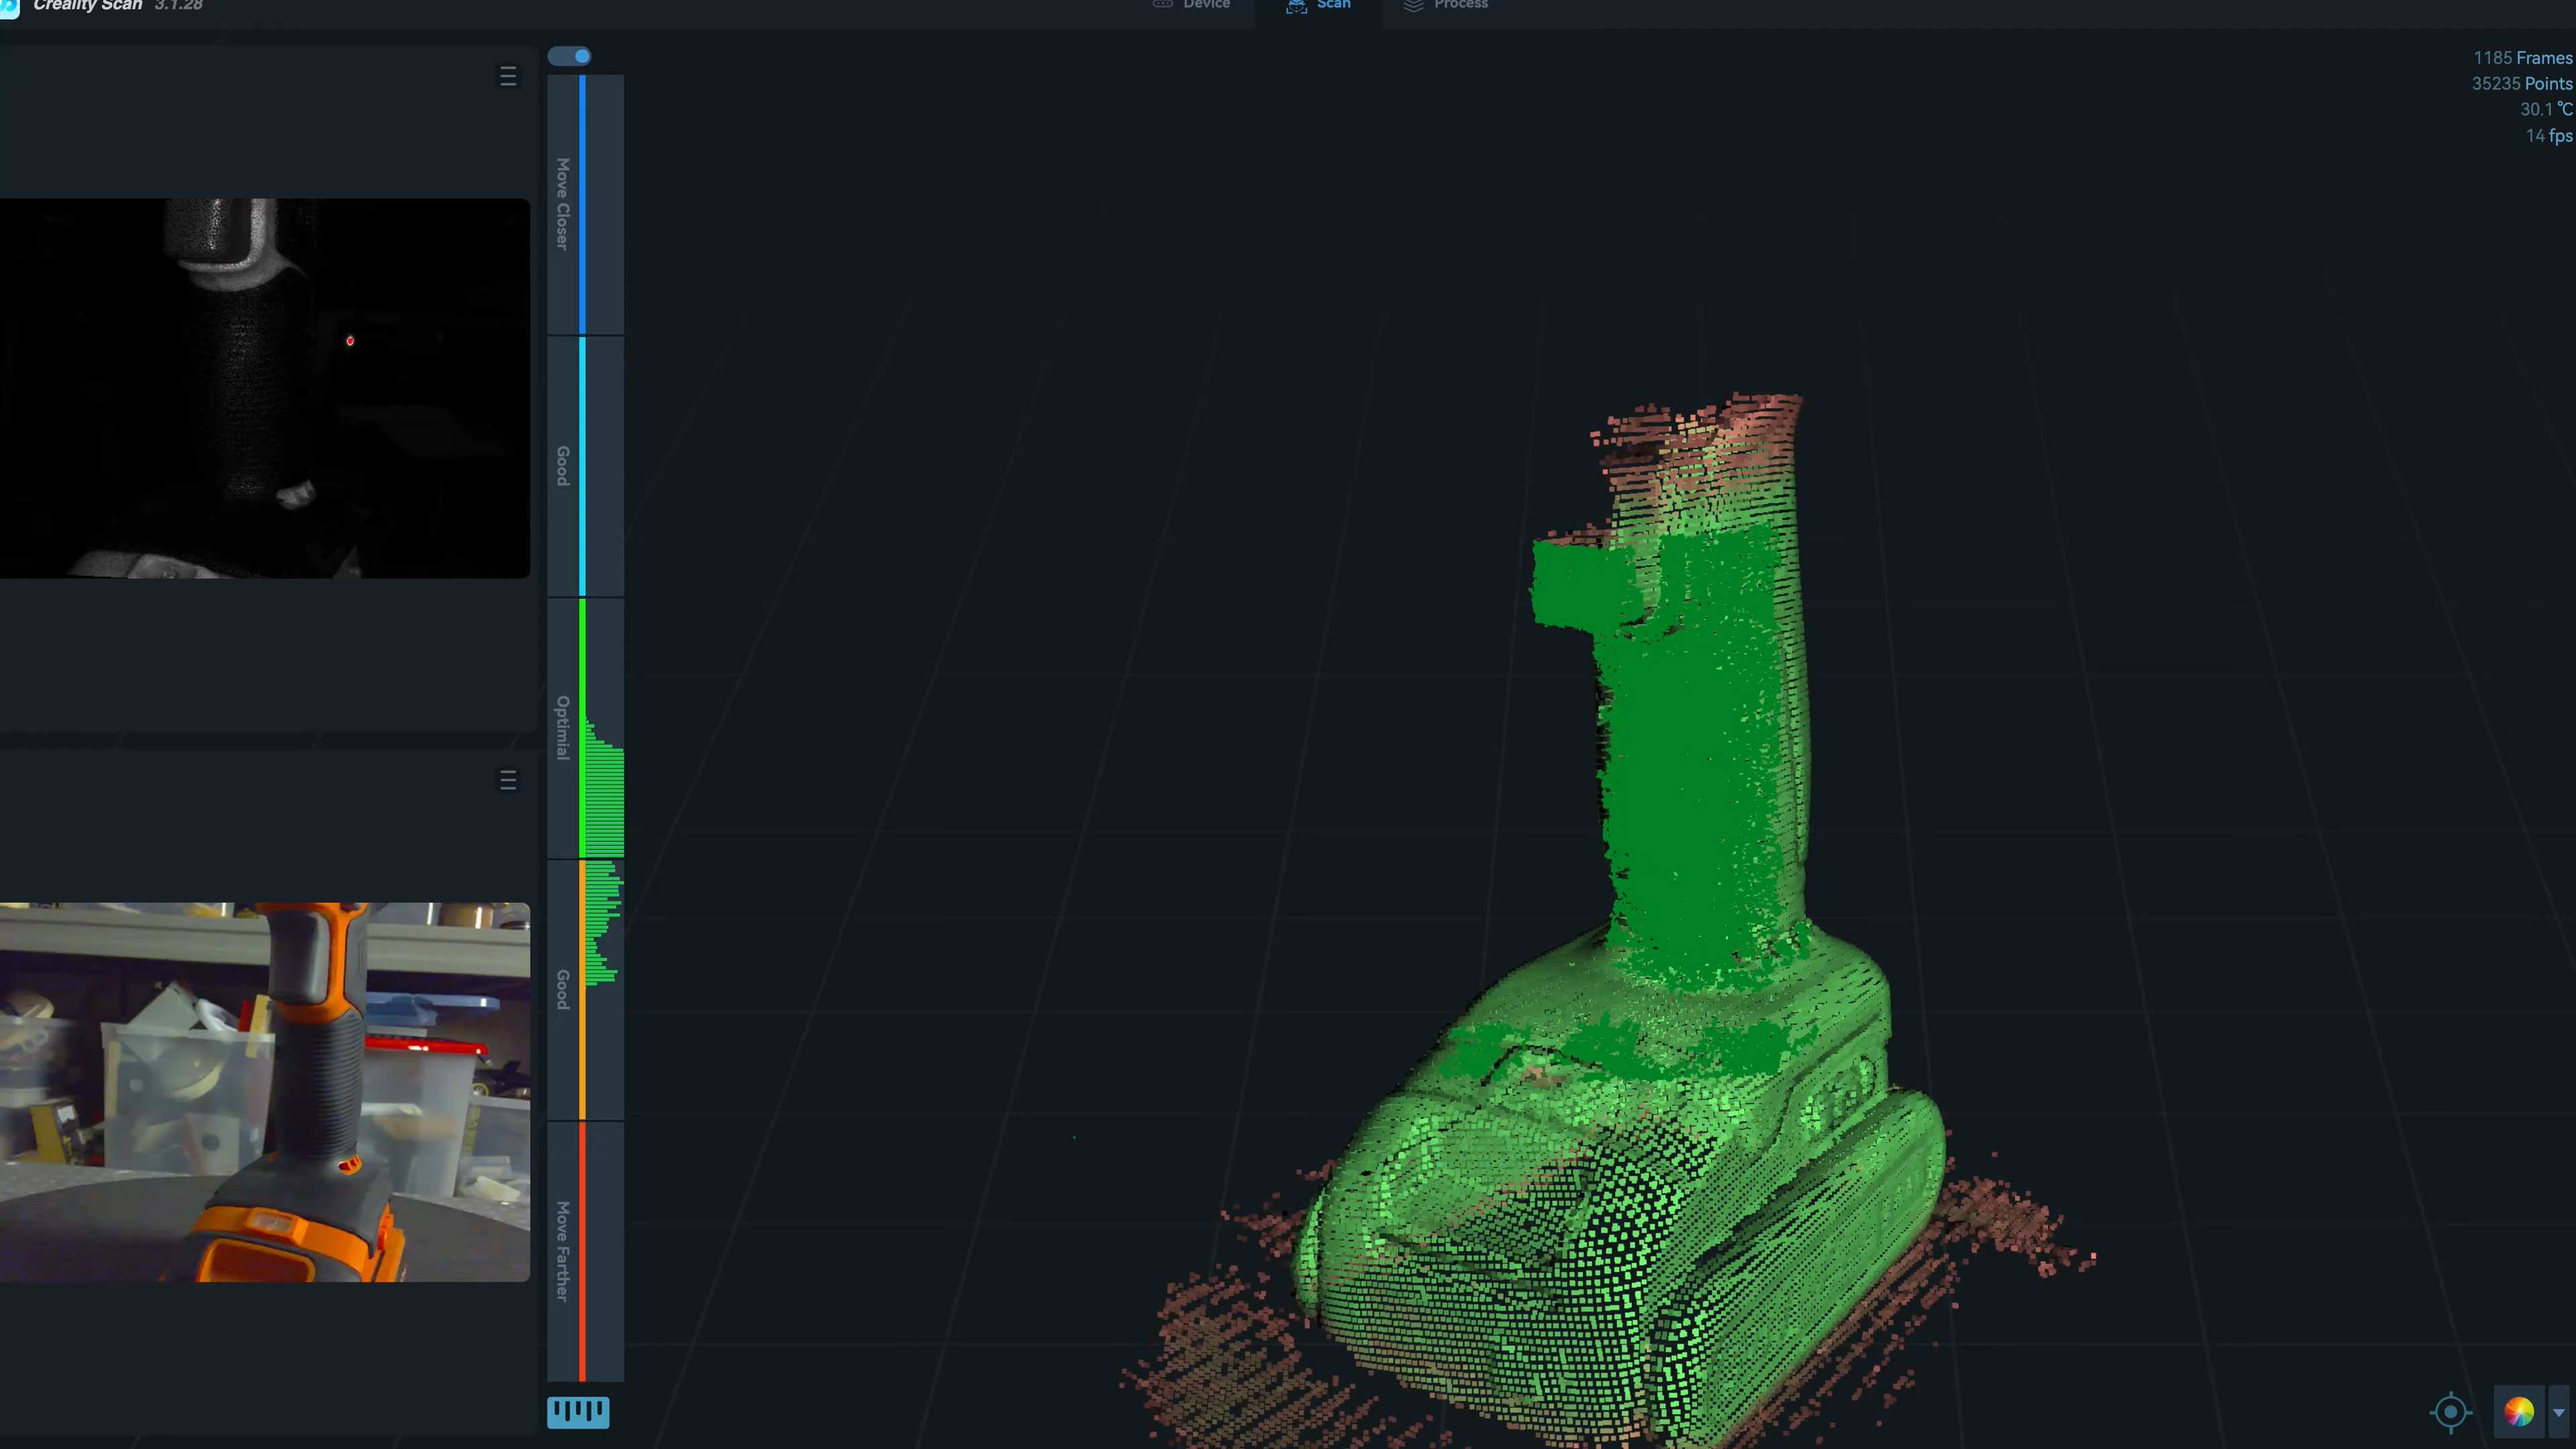 Creality Scan 3.1.28
Device
Scan
Process
1185 Frames
35235 Points
30.1 ℃
14 fps
Move Closer
Good
Optimial
Good
Move Farther